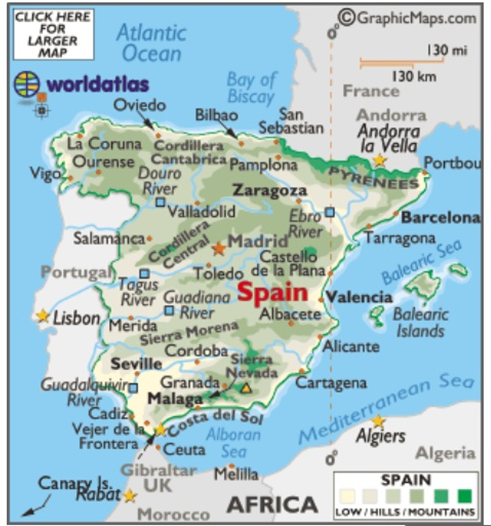 CLICK HERE
FOR
LARGER
MAP
©GraphicMaps.com
Atlantic
Ocean
0°
130 mi
130 km
worldatlas
Bay of
Biscay
France
Andorra
Andorra
la Vella
Oviedo
Bilbao
San
Sebastian
La Coruna
Cordillera
Cantabrica
Ourense
Pamplona
PYRENEES
Portbou
Vigo
Douro
River
Zaragoza
Valladolid
Ebro
River
Barcelona
Tarragona
Salamanca
Cordillera
Central
Madrid
Castello
de la Plana
Balearic Sea
Portugal
Toledo
Tagus
River
Guadiana
River
Spain
Valencia
Balearic
Islands
Lisbon
Merida
Albacete
Sierra Morena
Alicante
Cordoba
Sierra
Nevada
Seville
Granada
Cartagena
Guadalquivir
River
Malaga
Mediterranean Sea
Cadiz
Costa del Sol
Vejer de la
Frontera
Alboran
Sea
Algiers
Ceuta
Algeria
Gibraltar
UK
Melilla
0°
Canary Is.
Rabat
Morocco
AFRICA
SPAIN
LOW / HILLS / MOUNTAINS